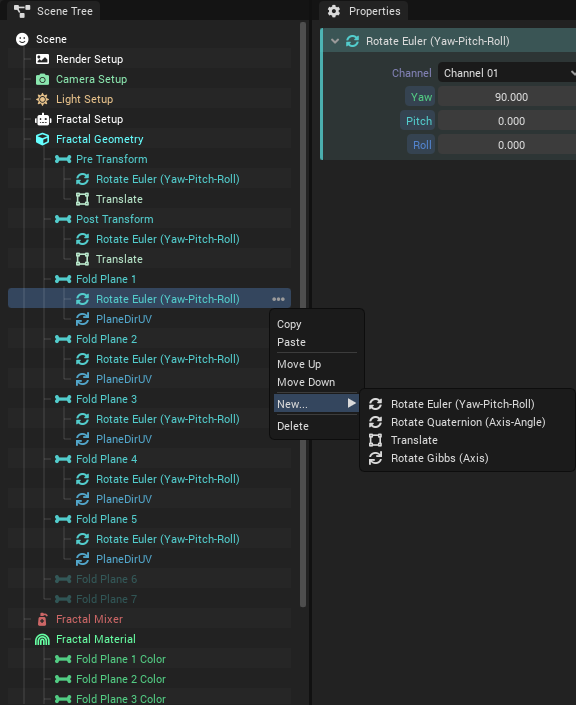 Scene Tree
Scene
Render Setup
Camera Setup
Light Setup
Fractal Setup
Fractal Geometry
Pre Transform
Rotate Euler (Yaw-Pitch-Roll)
Translate
Post Transform
Rotate Euler (Yaw-Pitch-Roll)
Translate
Fold Plane 1
Rotate Euler (Yaw-Pitch-Roll)
PlaneDirUV
Fold Plane 2
Rotate Euler (Yaw-Pitch-Roll)
PlaneDirUV
Fold Plane 3
Rotate Euler (Yaw-Pitch-Roll)
PlaneDirUV
Fold Plane 4
Rotate Euler (Yaw-Pitch-Roll)
PlaneDirUV
Fold Plane 5
Rotate Euler (Yaw-Pitch-Roll)
PlaneDirUV
Fold Plane 6
Fold Plane 7
Fractal Mixer
Fractal Material
Fold Plane 1 Color
Fold Plane 2 Color
Fold Plane 3 Color
Properties
Rotate Euler (Yaw-Pitch-Roll)
Channel Channel 01
Yaw 90.000
Pitch 0.000
Roll 0.000
Copy
Paste
Move Up
Move Down
New...
Delete
Rotate Euler (Yaw-Pitch-Roll)
Rotate Quaternion (Axis-Angle)
Translate
Rotate Gibbs (Axis)